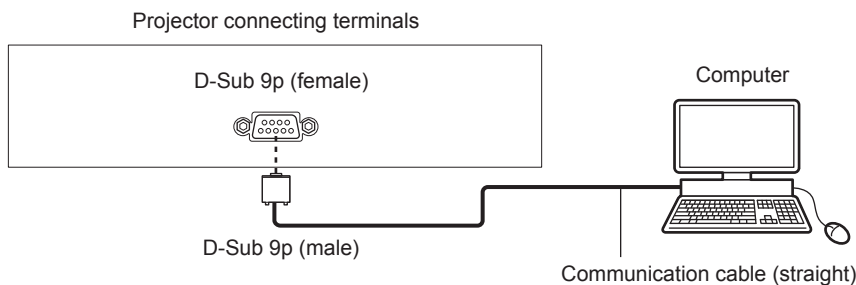 Projector connecting terminals
D-Sub 9p (female)
Computer
D-Sub 9p (male)
Communication cable (straight)